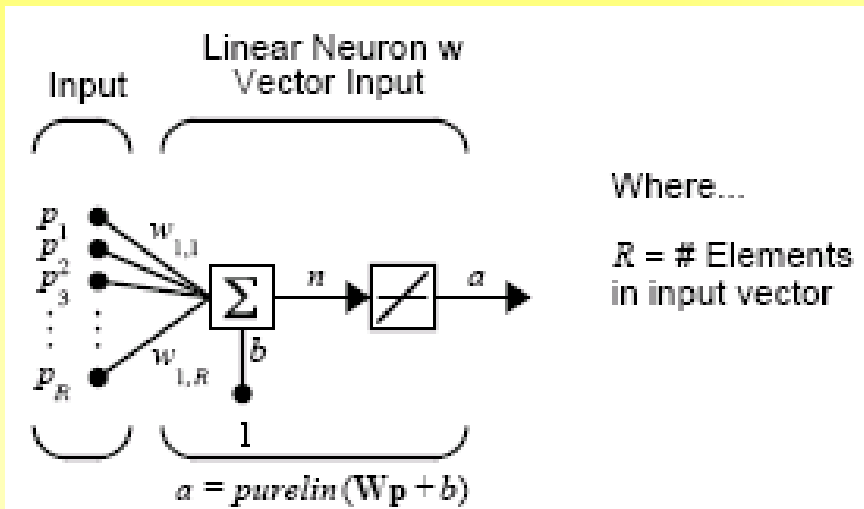 Linear Neuron w
Vector Input
Input
Where...
R = # Elements
in input vector
p1
p2
p3
pR
w1,1
w1,R
Σ
n
a
b
1
a = purelin(Wp + b)